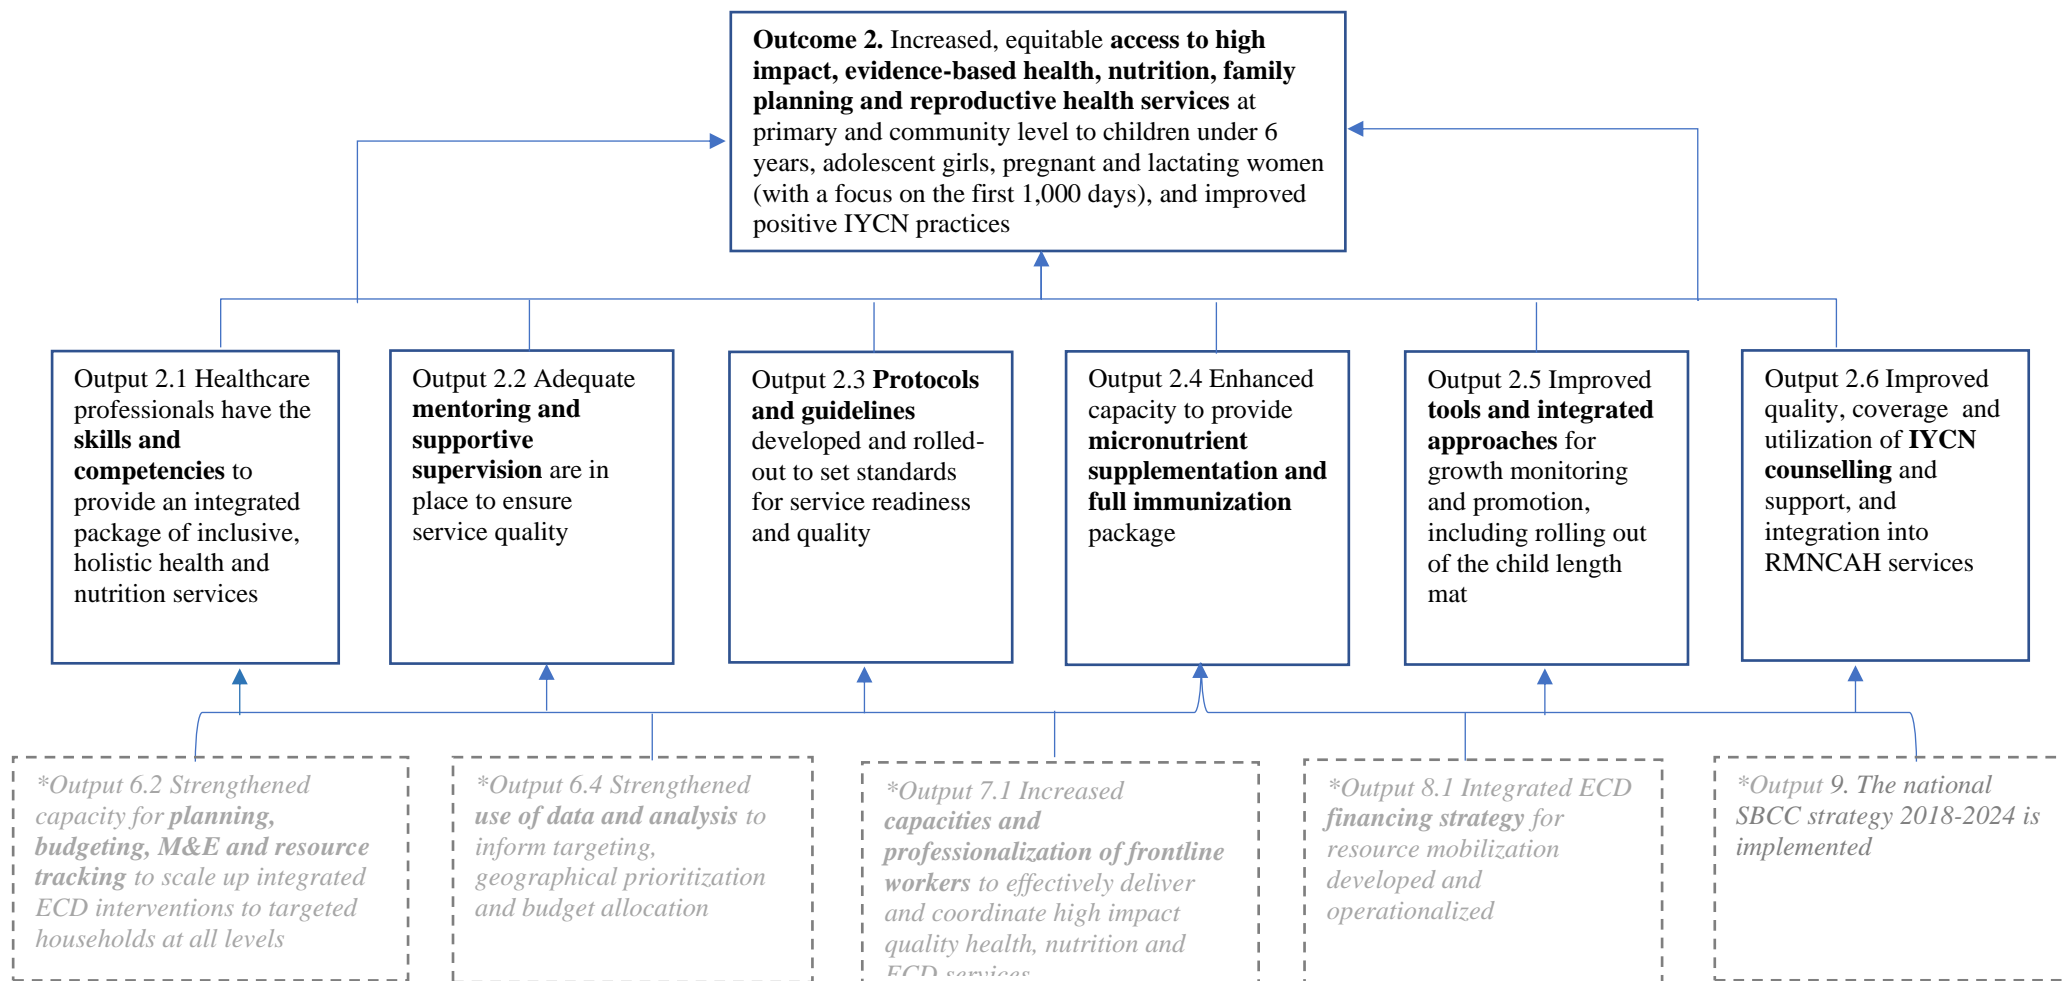 Outcome 2. Increased, equitable access to high
impact, evidence-based health, nutrition, family
planning and reproductive health services at
primary and community level to children under 6
years, adolescent girls, pregnant and lactating women
(with a focus on the first 1,000 days), and improved
positive IYCN practices
Output 2.1 Healthcare
professionals have the
skills and
competencies to
provide an integrated
package of inclusive,
holistic health and
nutrition services
Output 2.2 Adequate
mentoring and
supportive
supervision are in
place to ensure
service quality
Output 2.3 Protocols
and guidelines
developed and rolled-
out to set standards
for service readiness
and quality
Output 2.4 Enhanced
capacity to provide
micronutrient
supplementation and
full immunization
package
Output 2.5 Improved
tools and integrated
approaches for
growth monitoring
and promotion,
including rolling out
of the child length
mat
Output 2.6 Improved
quality, coverage and
utilization of IYCN
counselling and
support, and
integration into
RMNCAH services
*Output 6.2 Strengthened
capacity for planning,
budgeting, M&E and resource
tracking to scale up integrated
ECD interventions to targeted
households at all levels
*Output 6.4 Strengthened
use of data and analysis to
inform targeting,
geographical prioritization
and budget allocation
*Output 7.1 Increased
capacities and
professionalization of frontline
workers to effectively deliver
and coordinate high impact
quality health, nutrition and
ECD services
*Output 8.1 Integrated ECD
financing strategy for
resource mobilization
developed and
operationalized
*Output 9. The national
SBCC strategy 2018-2024 is
implemented